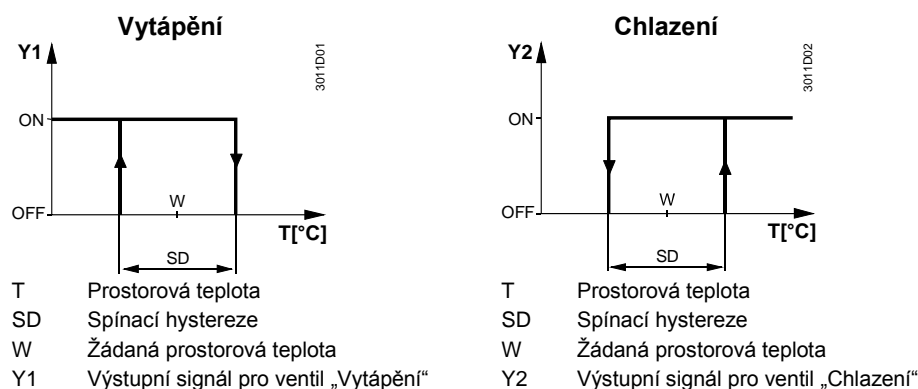 Vytápění
Y1
3011D01
ON
W
OFF
T[°C]
SD
T Prostorová teplota
SD Spínací hystereze
W Žádaná prostorová teplota
Y1 Výstupní signál pro ventil „Vytápění“
Chlazení
Y2
3011D02
ON
W
OFF
T[°C]
SD
T Prostorová teplota
SD Spínací hystereze
W Žádaná prostorová teplota
Y2 Výstupní signál pro ventil „Chlazení“